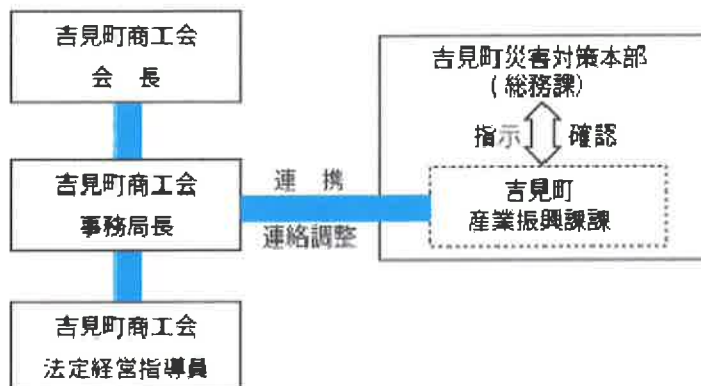 吉見町商工会
会　長
吉見町商工会
事務局長
吉見町商工会
法定経営指導員
連　携
連絡調整
吉見町災害対策本部
（総務課）
指示　確認
吉見町
産業振興課課